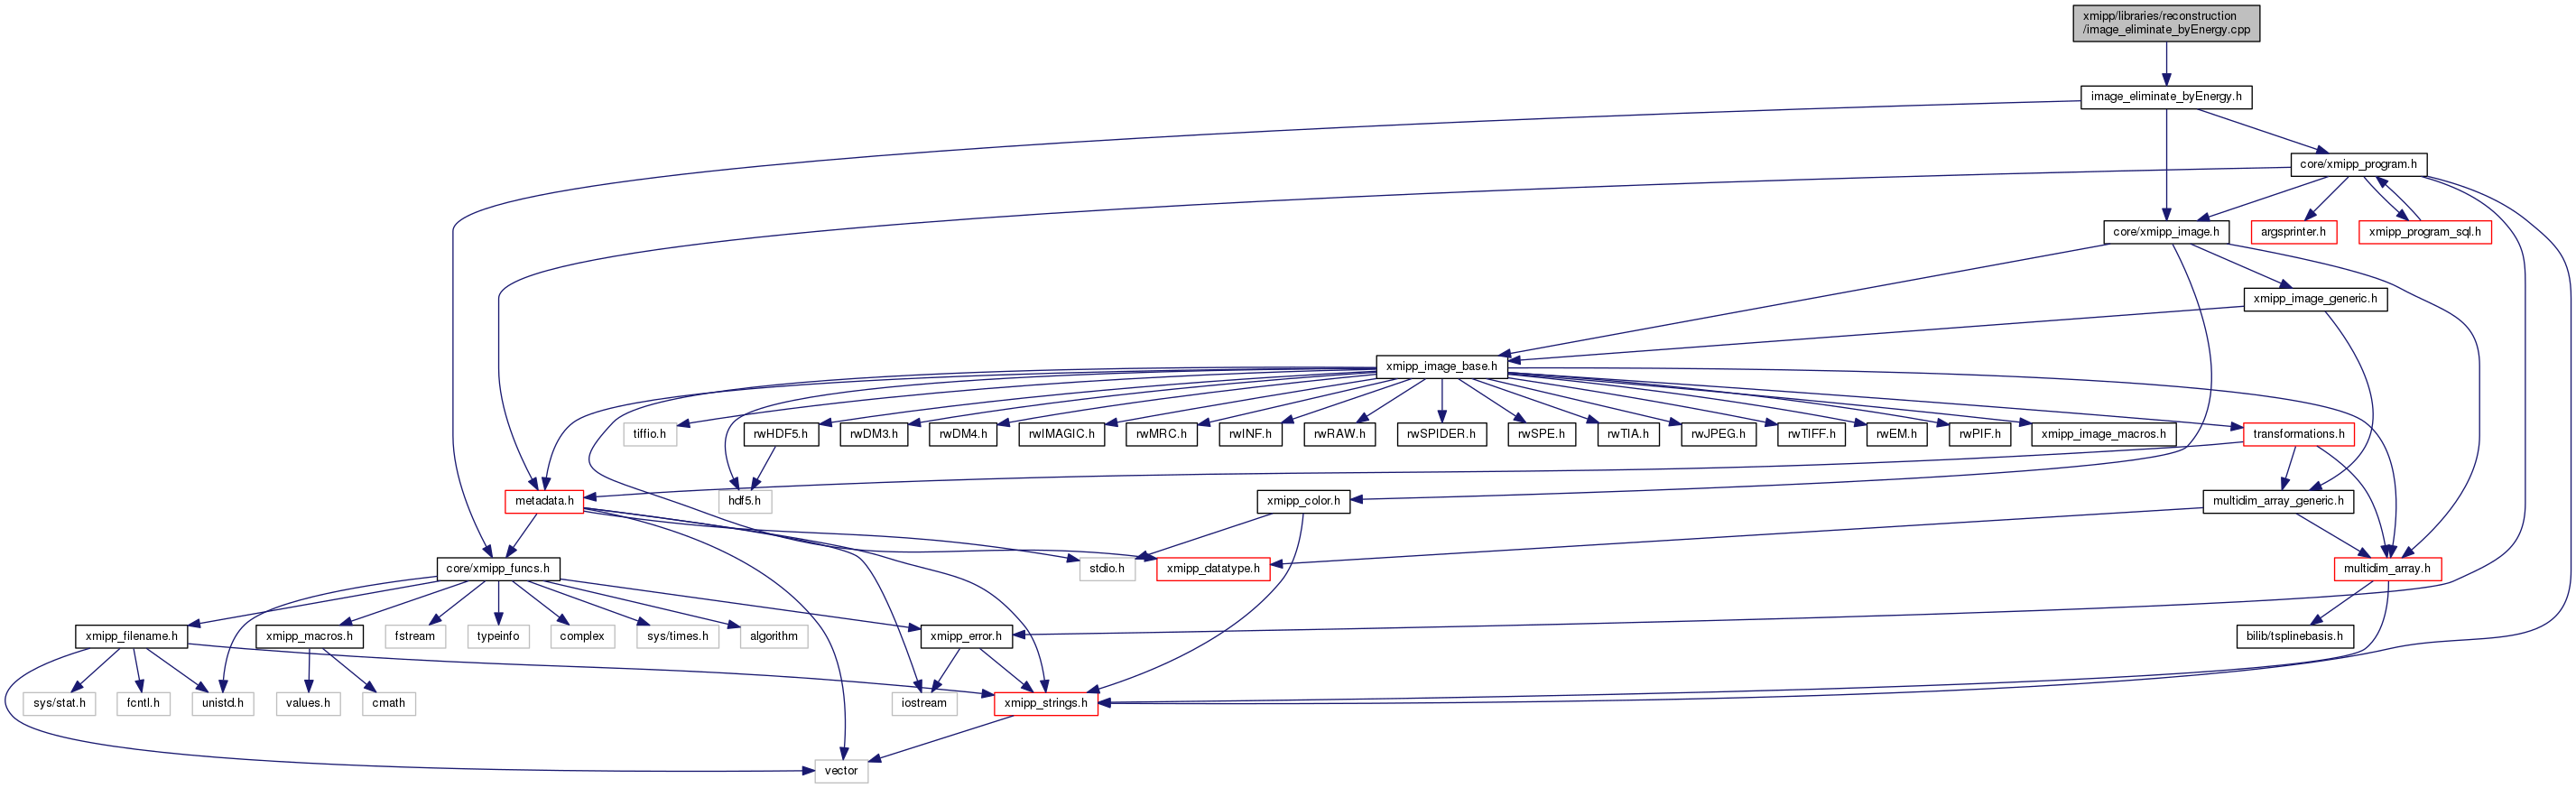 xmipp/libraries/reconstruction
/image_eliminate_byEnergy.cpp
image_eliminate_byEnergy.h
core/xmipp_program.h
core/xmipp_image.h
argsprinter.h
xmipp_program_sql.h
xmipp_image_generic.h
xmipp_image_base.h
tiffio.h
rwHDF5.h
rwDM3.h
rwDM4.h
rwIMAGIC.h
rwMRC.h
rwINF.h
rwRAW.h
rwSPIDER.h
rwSPE.h
rwTIA.h
rwJPEG.h
rwTIFF.h
rwEM.h
rwPIF.h
xmipp_image_macros.h
transformations.h
metadata.h
hdf5.h
xmipp_color.h
multidim_array_generic.h
core/xmipp_funcs.h
stdio.h
xmipp_datatype.h
multidim_array.h
xmipp_filename.h
xmipp_macros.h
fstream
typeinfo
complex
sys/times.h
algorithm
xmipp_error.h
bilib/tsplinebasis.h
sys/stat.h
fcntl.h
unistd.h
values.h
cmath
iostream
xmipp_strings.h
vector